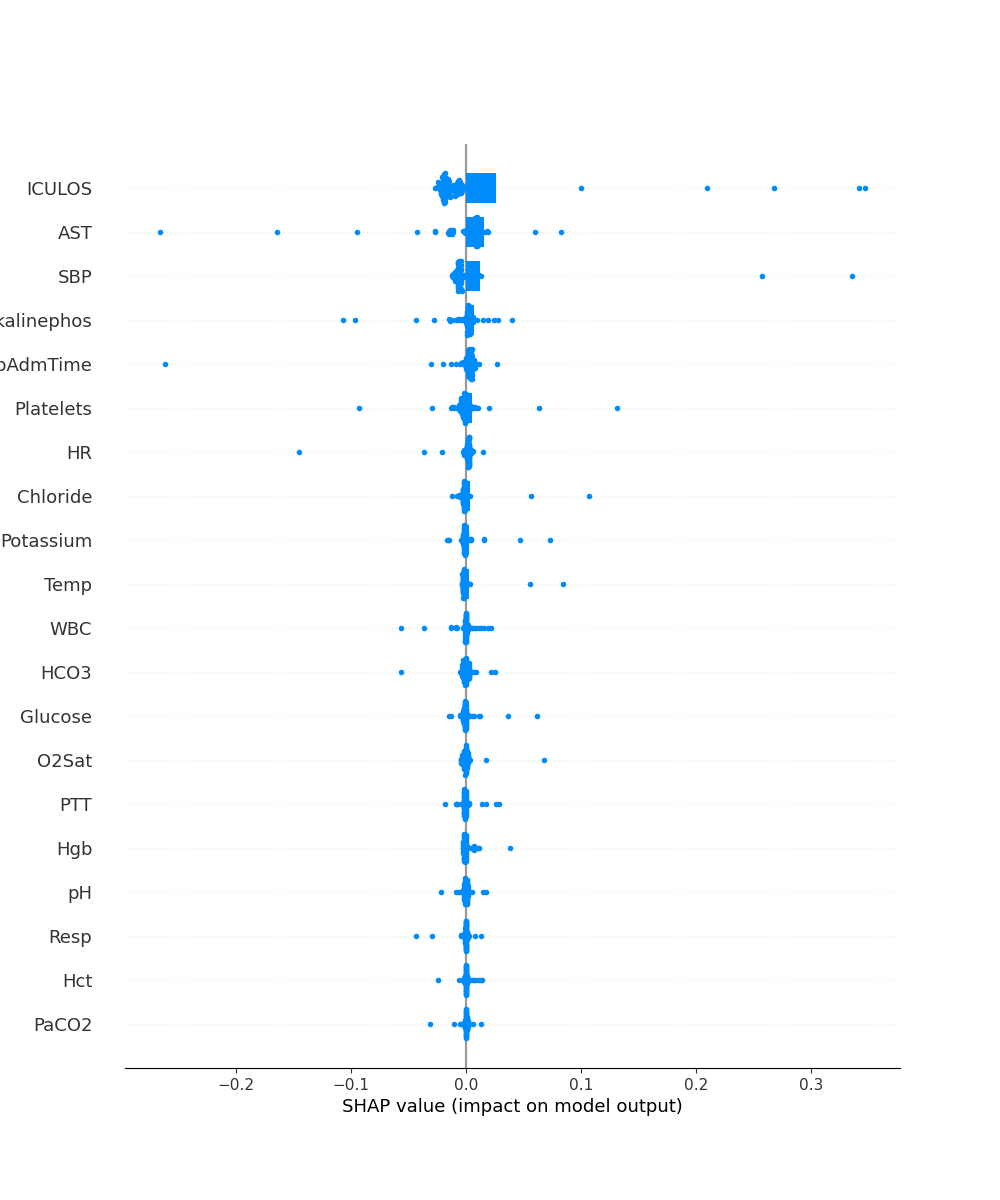 ICULOS
AST
SBP
kalinephos
AdmTime
Platelets
HR
Chloride
Potassium
Temp
WBC
HCO3
Glucose
O2Sat
PTT
Hgb
pH
Resp
Hct
PaCO2
−0.2 −0.1 0.0 0.1 0.2 0.3
SHAP value (impact on model output)